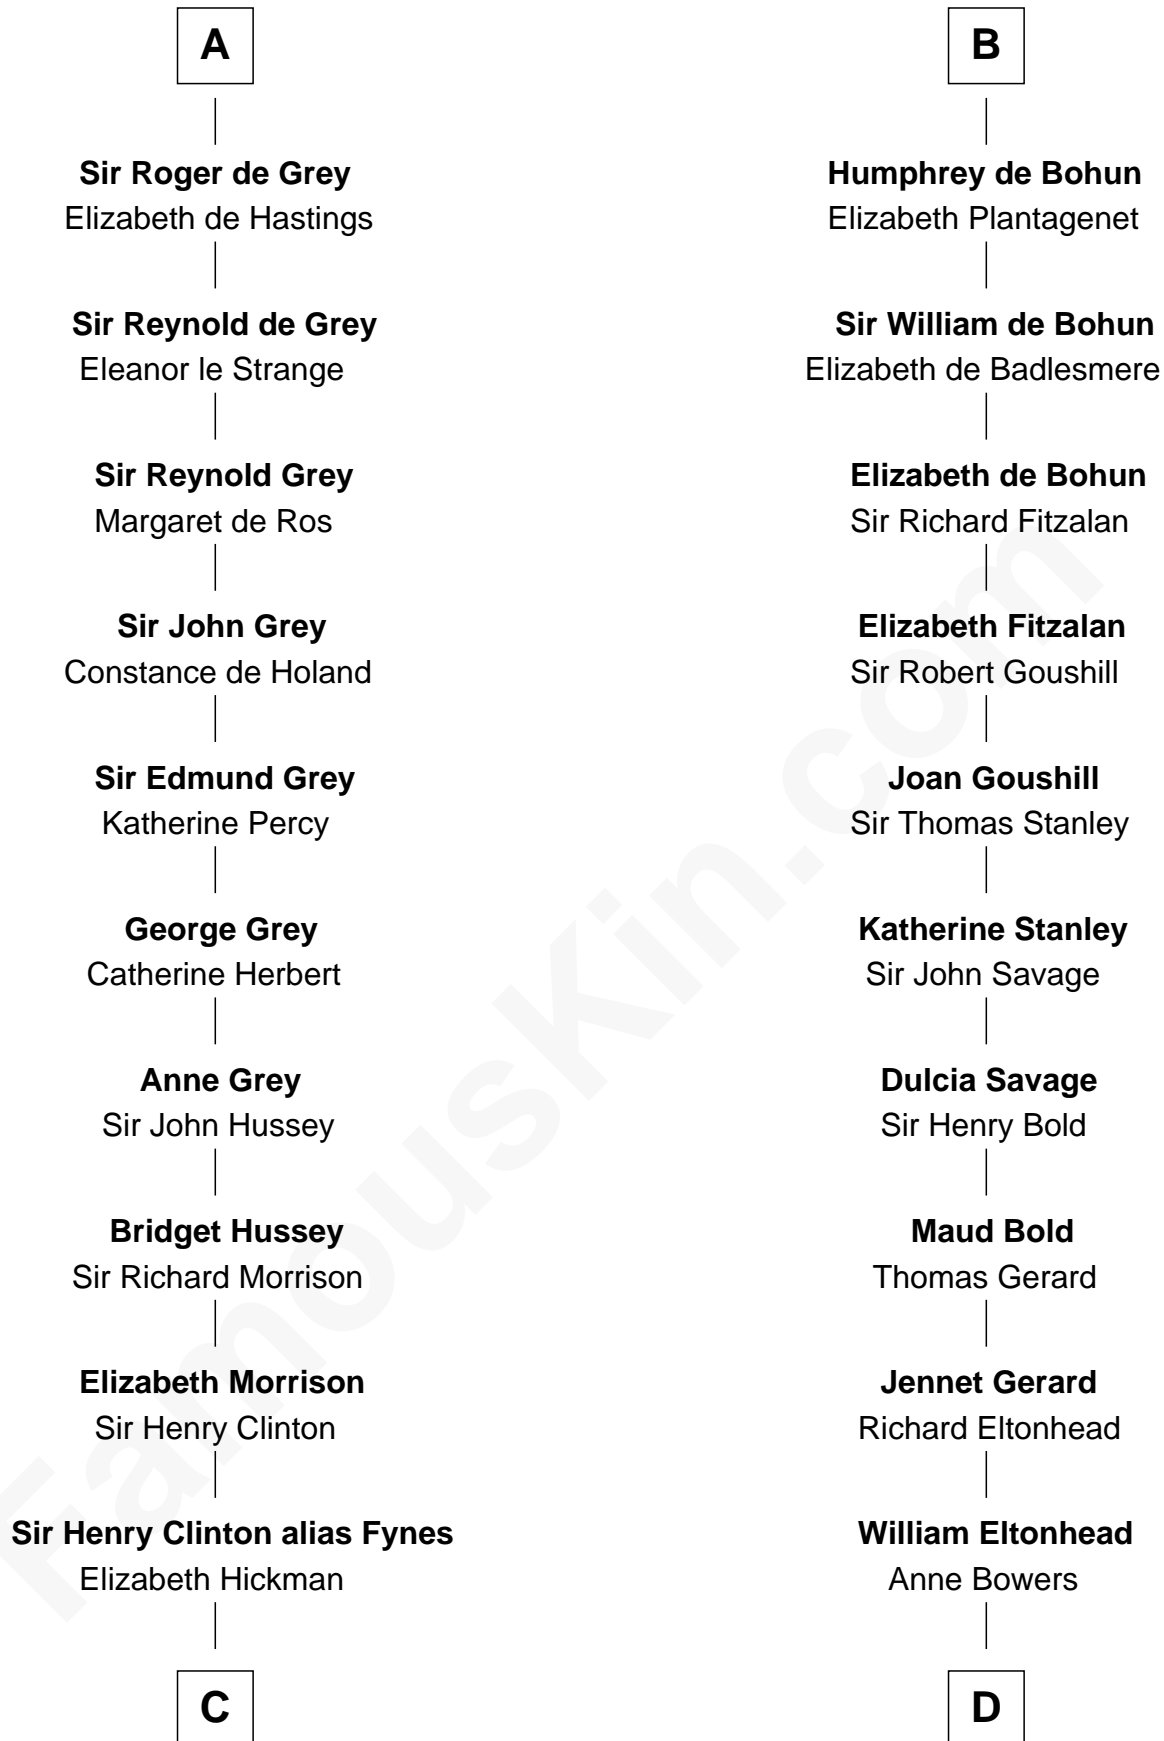 A
Sir Roger de Grey
Elizabeth de Hastings
Sir Reynold de Grey
Eleanor le Strange
Sir Reynold Grey
Margaret de Ros
Sir John Grey
Constance de Holand
Sir Edmund Grey
Katherine Percy
George Grey
Catherine Herbert
Anne Grey
Sir John Hussey
Bridget Hussey
Sir Richard Morrison
Elizabeth Morrison
Sir Henry Clinton
Sir Henry Clinton alias Fynes
Elizabeth Hickman
C
B
Humphrey de Bohun
Elizabeth Plantagenet
Sir William de Bohun
Elizabeth de Badlesmere
Elizabeth de Bohun
Sir Richard Fitzalan
Elizabeth Fitzalan
Sir Robert Goushill
Joan Goushill
Sir Thomas Stanley
Katherine Stanley
Sir John Savage
Dulcia Savage
Sir Henry Bold
Maud Bold
Thomas Gerard
Jennet Gerard
Richard Eltonhead
William Eltonhead
Anne Bowers
D
FamousKin.com